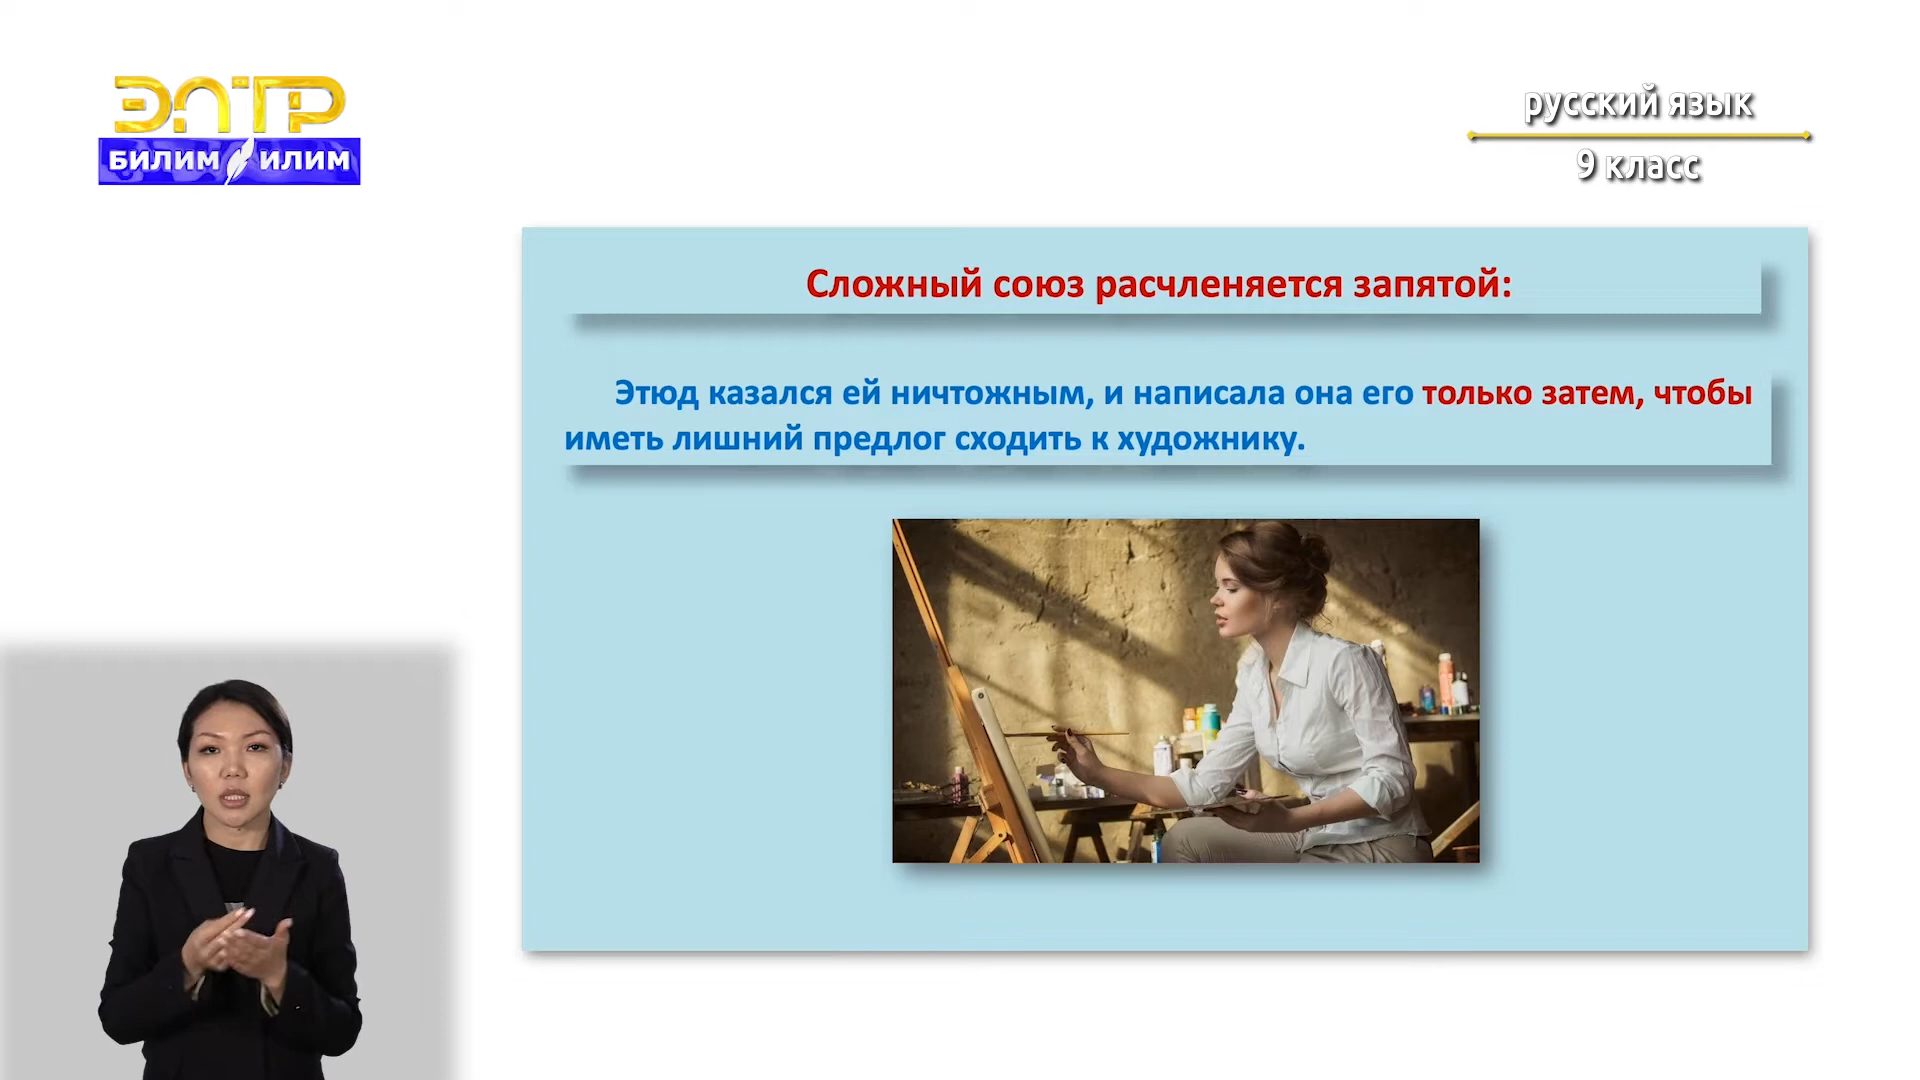 ЭЛТР
БИЛИМ ИЛИМ
русский язык
9 класс
Сложный союз расчленяется запятой:
Этюд казался ей ничтожным, и написала она его только затем, чтобы
иметь лишний предлог сходить к художнику.